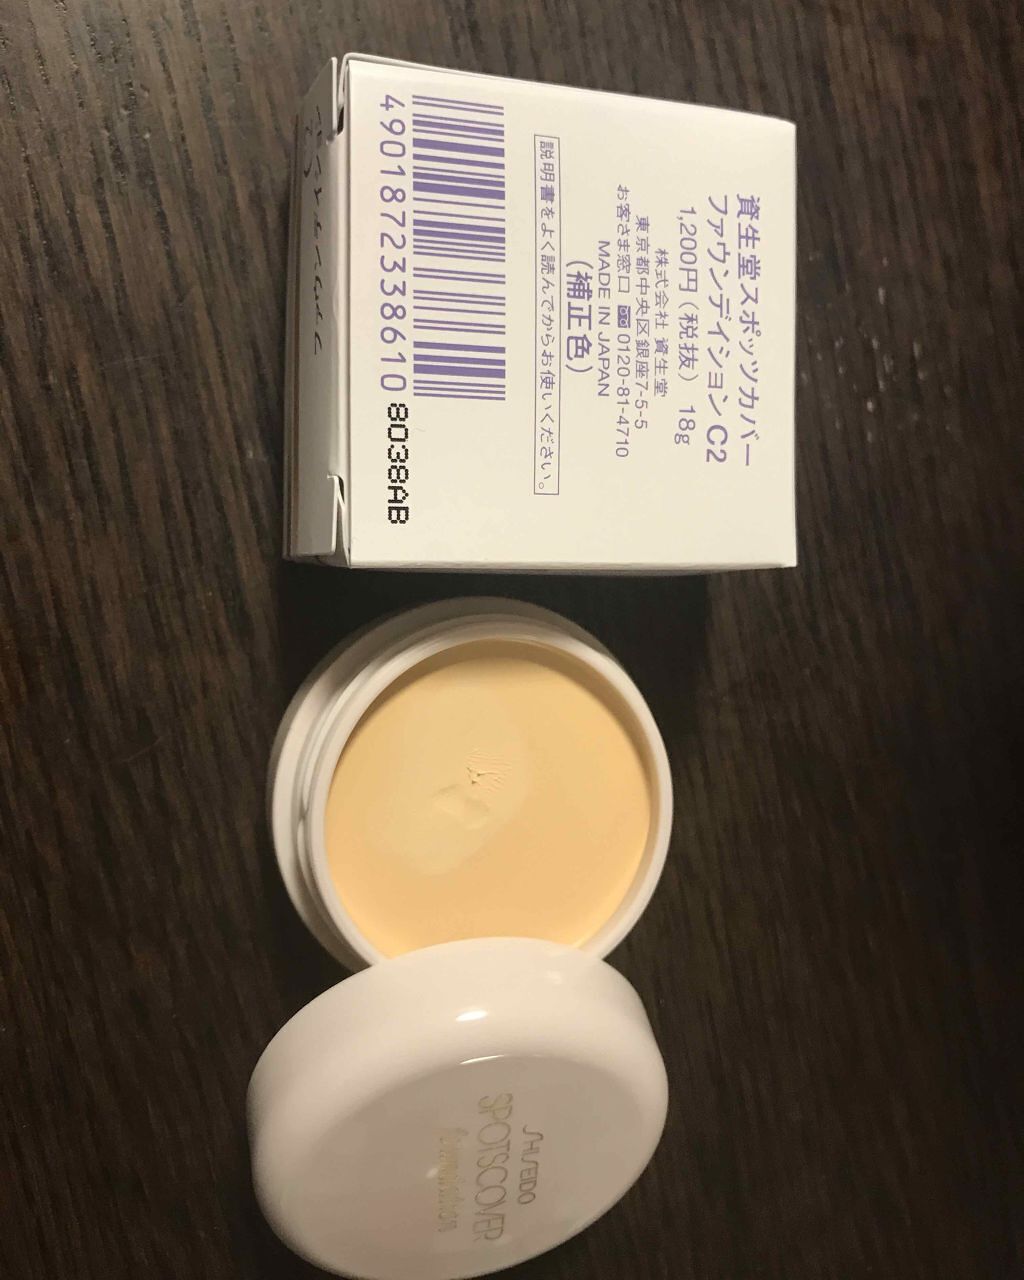 資生堂スポッツカバー
ファウンデイション C2
1,200円（税抜） 18g
株式会社 資生堂
東京都中央区銀座7-5-5
お客さま窓口 0120-81-4710
MADE IN JAPAN
（補正色）
説明書をよく読んでからお使いください。
4901872338610
8038AB
SHISEIDO
SPOTSCOVER
foundation